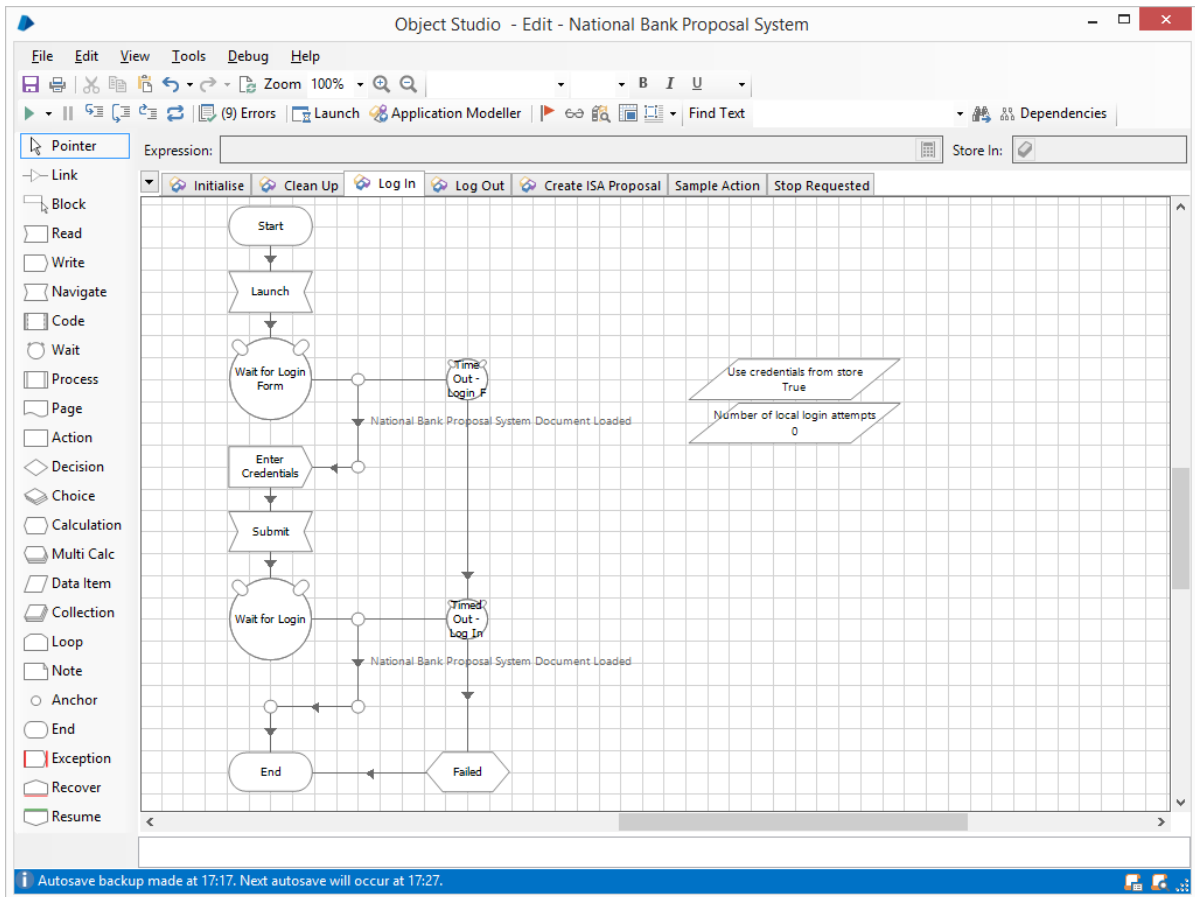 Object Studio  - Edit - National Bank Proposal System
File Edit View Tools Debug Help
Zoom 100% B I U
(9) Errors Launch Application Modeller Find Text Dependencies
Pointer
Expression: Store In:
Link
Initialise Clean Up Log In Log Out Create ISA Proposal Sample Action Stop Requested
Block
Read
Write
Navigate
Code
Wait
Process
Page
Action
Decision
Choice
Calculation
Multi Calc
Data Item
Collection
Loop
Note
Anchor
End
Exception
Recover
Resume
Start
Launch
Wait for Login
Form
Time
Out -
Login_F
National Bank Proposal System Document Loaded
Enter
Credentials
Submit
Wait for Login
Timed
Out -
Log In
National Bank Proposal System Document Loaded
End
Failed
Use credentials from store
True
Number of local login attempts
0
Autosave backup made at 17:17. Next autosave will occur at 17:27.